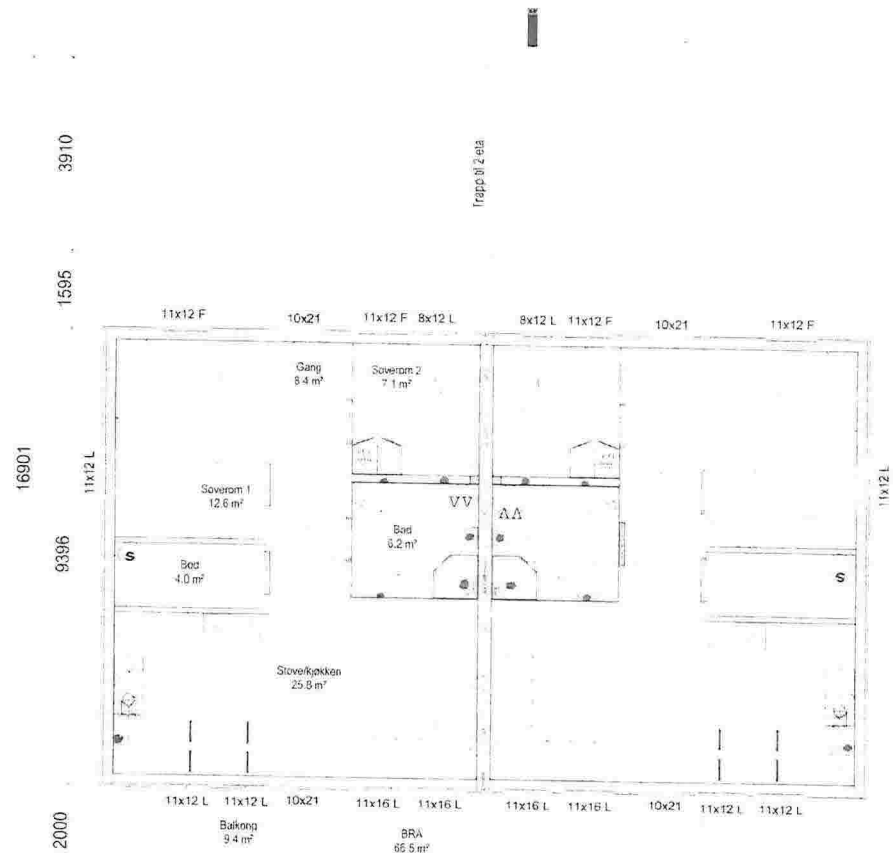 3910
Trapp til 2 eta
1595
11x12 F
10x21
11x12 F
8x12 L
8x12 L
11x12 F
10x21
11x12 F
Gang
8.4 m²
Soverom 2
7.1 m²
16901
11x12 L
11x12 L
Soverom 1
12.6 m²
VV
VV
Bad
6.2 m²
9396
S
Bod
4.0 m²
S
Stove/kjøkken
25.8 m²
11x12 L
11x12 L
10x21
11x16 L
11x16 L
11x16 L
11x16 L
10x21
11x12 L
11x12 L
2000
Balkong
9.4 m²
BRA
66.5 m²